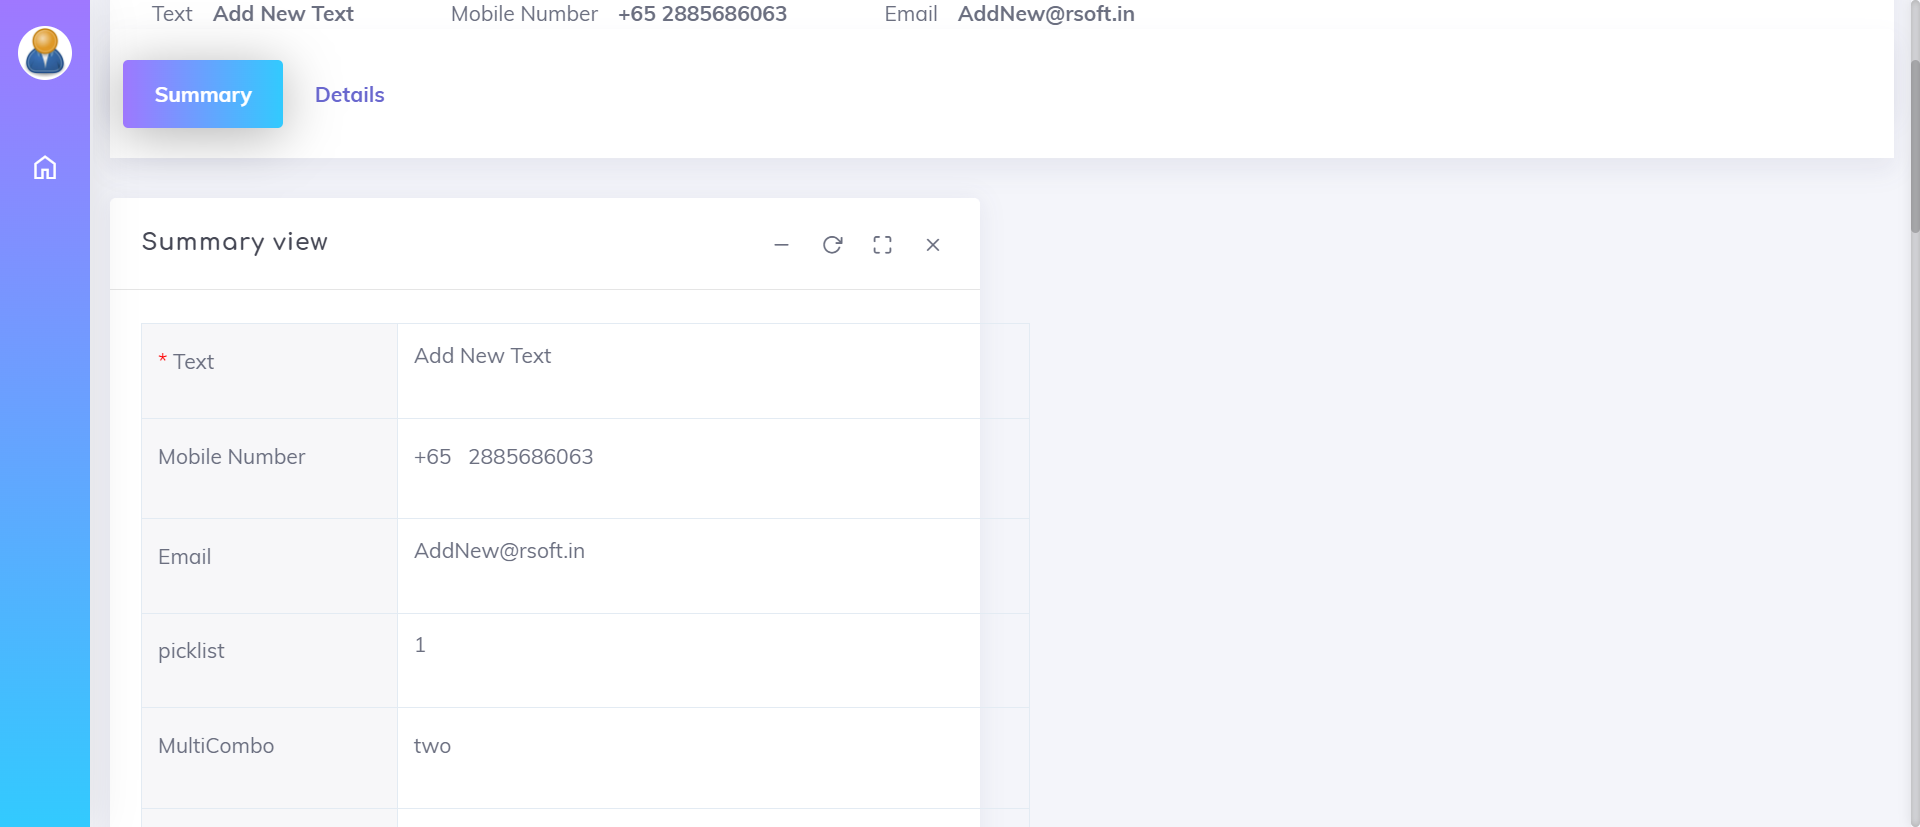 Text Add New Text Mobile Number +65 2885686063 Email AddNew@rsoft.in
Summary Details
Summary view
* Text Add New Text
Mobile Number +65 2885686063
Email AddNew@rsoft.in
picklist 1
MultiCombo two